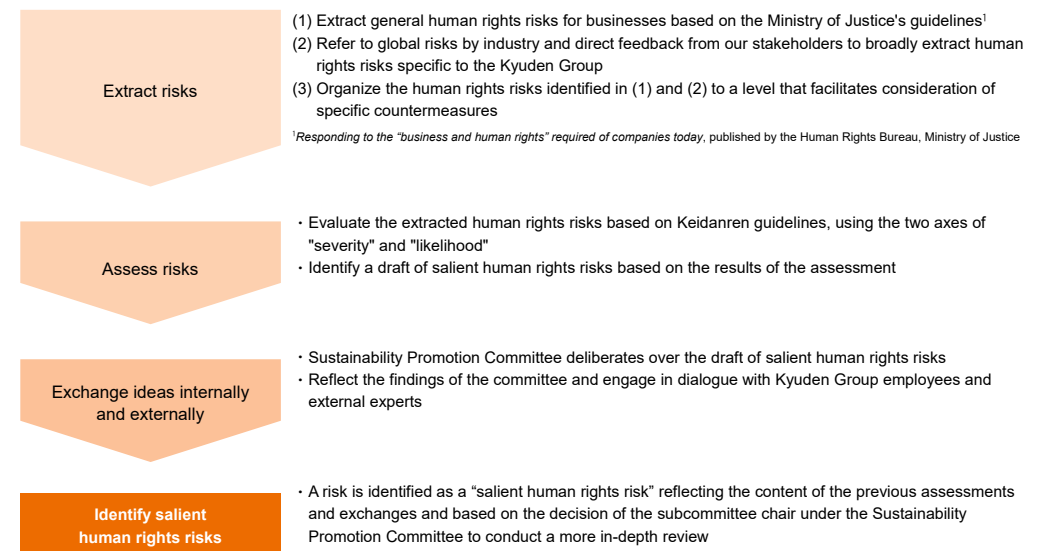 Extract risks
(1) Extract general human rights risks for businesses based on the Ministry of Justice's guidelines¹
(2) Refer to global risks by industry and direct feedback from our stakeholders to broadly extract human
rights risks specific to the Kyuden Group
(3) Organize the human rights risks identified in (1) and (2) to a level that facilitates consideration of
specific countermeasures
¹Responding to the “business and human rights” required of companies today, published by the Human Rights Bureau, Ministry of Justice
Assess risks
・Evaluate the extracted human rights risks based on Keidanren guidelines, using the two axes of
"severity" and "likelihood"
・Identify a draft of salient human rights risks based on the results of the assessment
Exchange ideas internally
and externally
・Sustainability Promotion Committee deliberates over the draft of salient human rights risks
・Reflect the findings of the committee and engage in dialogue with Kyuden Group employees and
external experts
Identify salient
human rights risks
・A risk is identified as a “salient human rights risk” reflecting the content of the previous assessments
and exchanges and based on the decision of the subcommittee chair under the Sustainability
Promotion Committee to conduct a more in-depth review